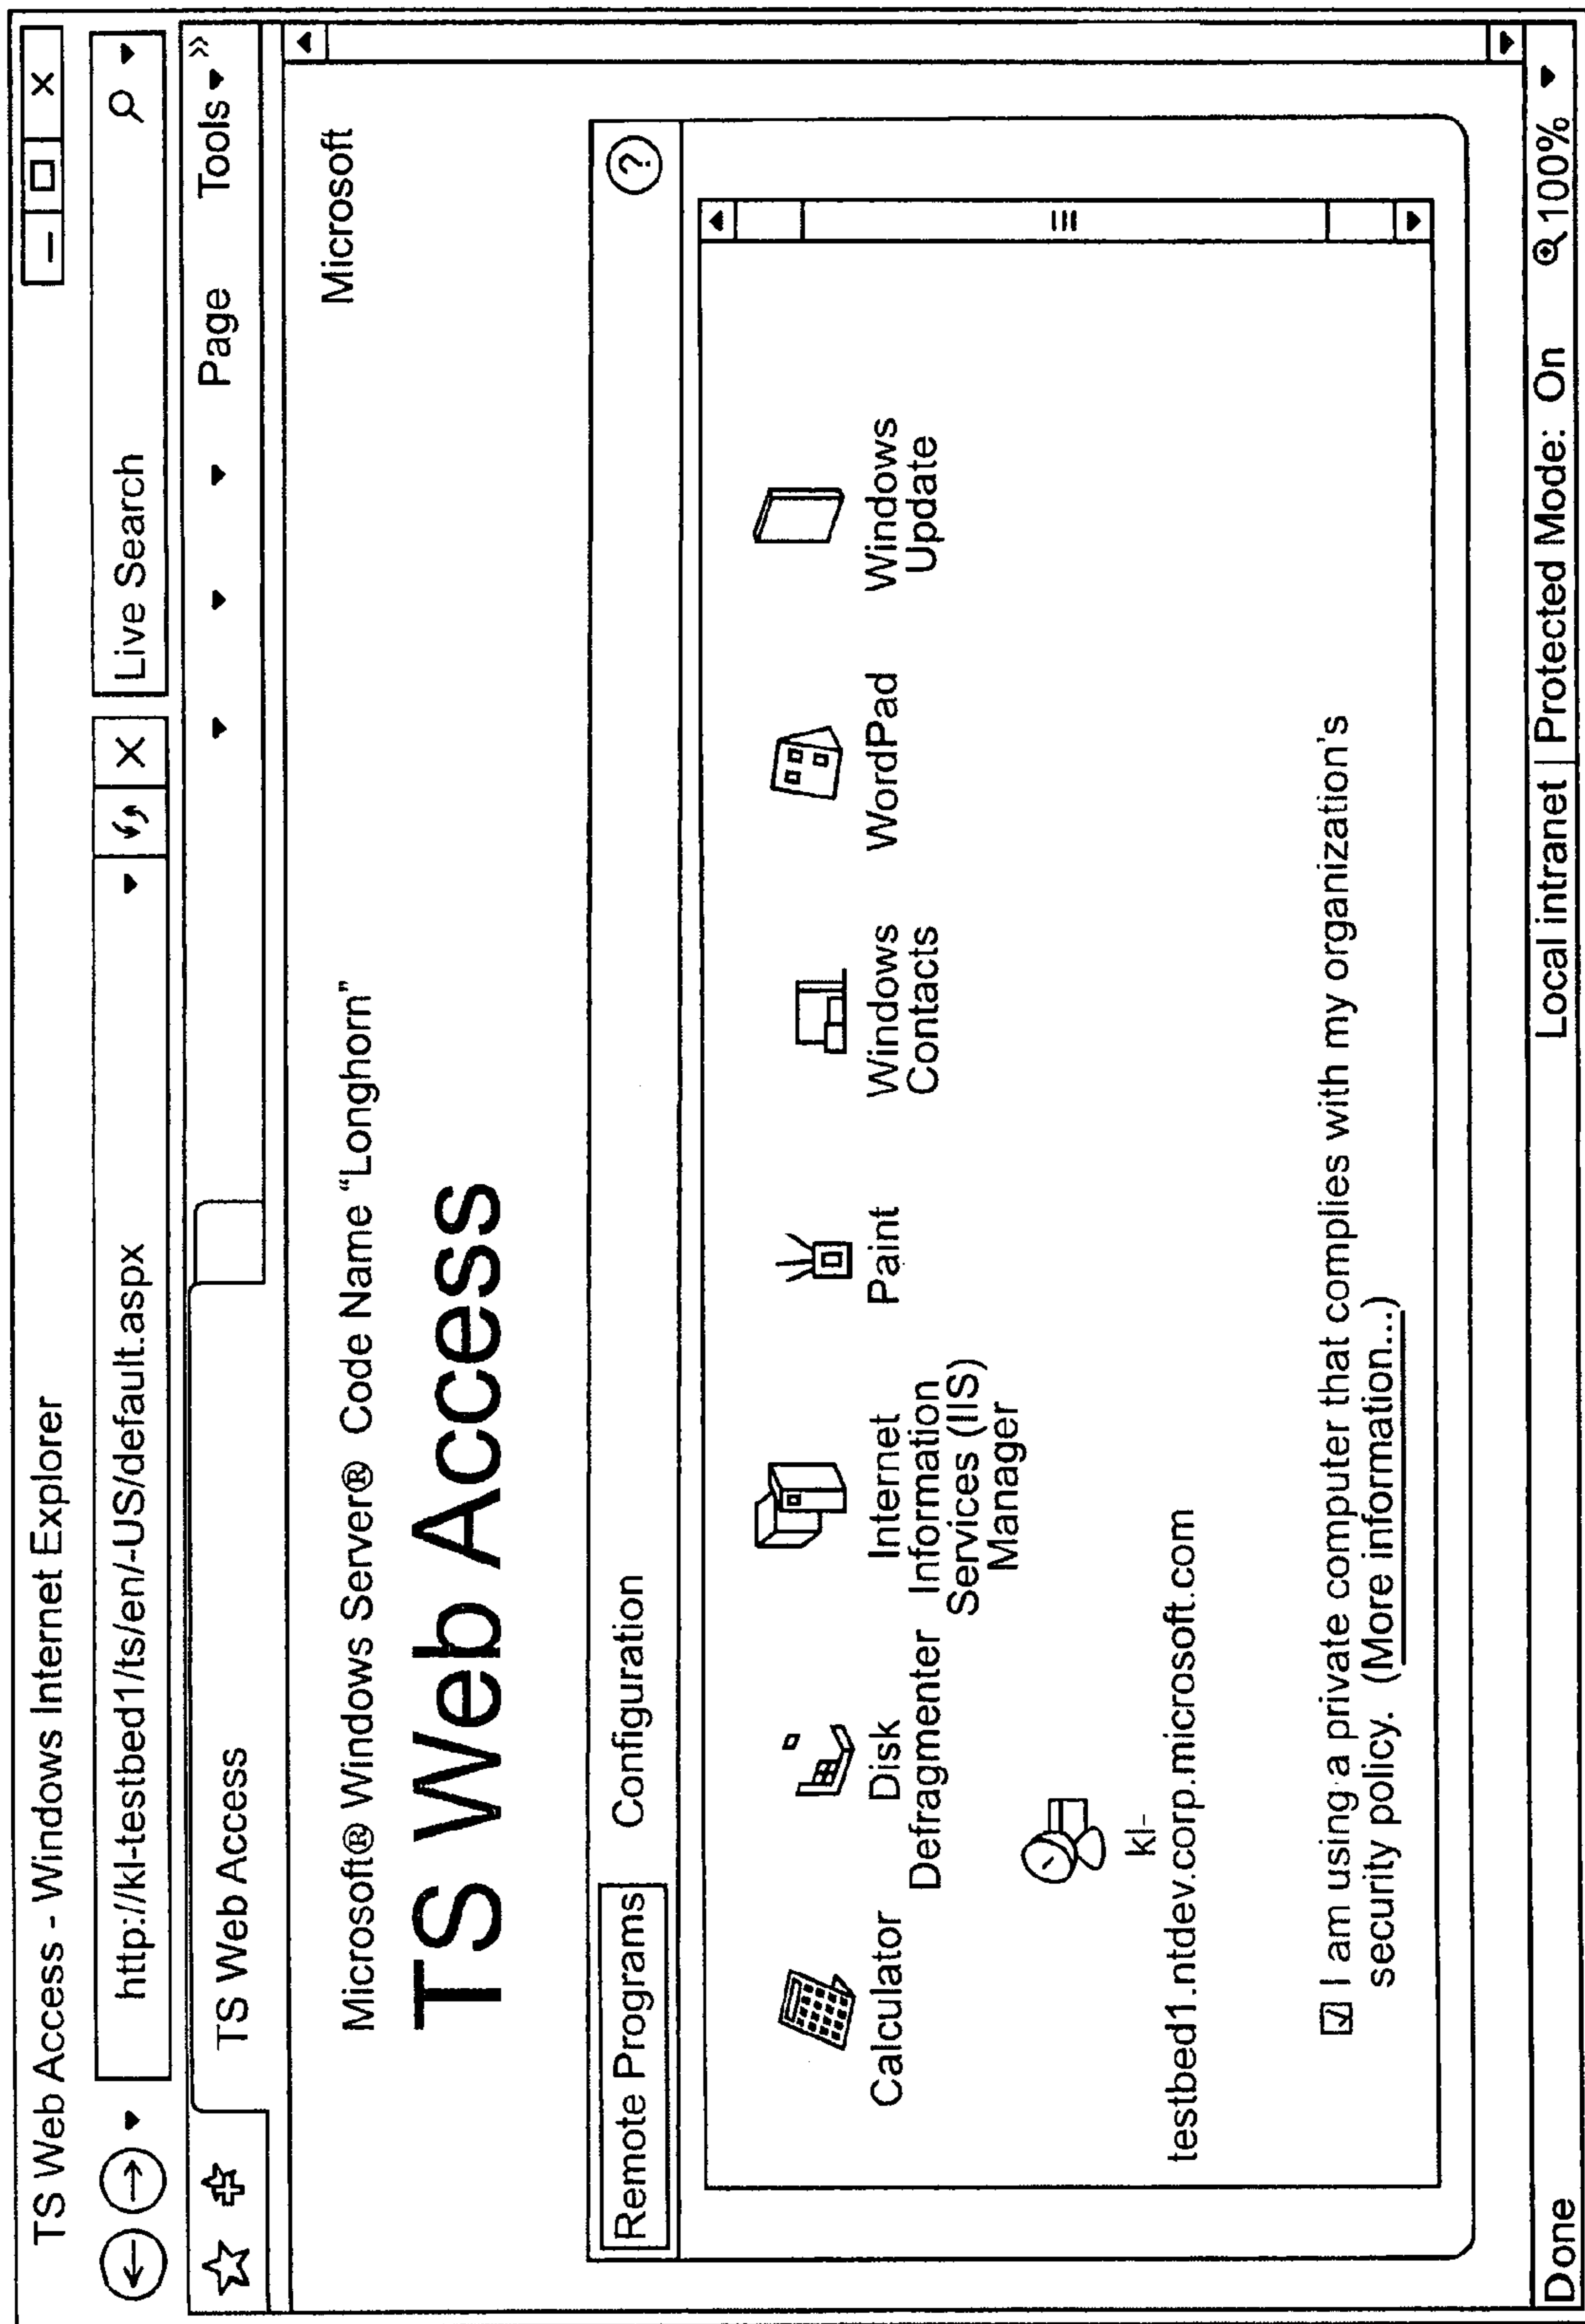 TS Web Access - Windows Internet Explorer
http://kl-testbed1/ts/en/-US/default.aspx
Live Search
TS Web Access
Page Tools
Microsoft® Windows Server® Code Name “Longhorn”
Microsoft
TS Web Access
Remote Programs Configuration
?
Calculator
Disk
Defragmenter
Internet
Information
Services (IIS)
Manager
Paint
Windows
Contacts
WordPad
Windows
Update
kl-
testbed1.ntdev.corp.microsoft.com
I am using a private computer that complies with my organization's
security policy. (More information...)
Done Local intranet | Protected Mode: On 100%